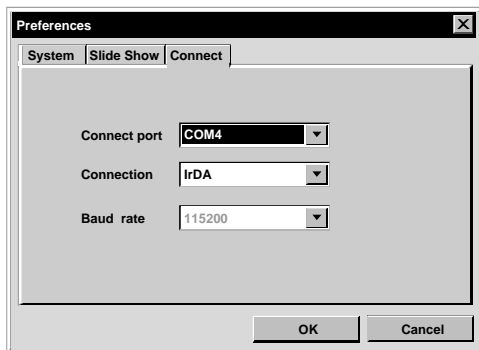 Preferences
System Slide Show Connect
Connect port COM4
Connection IrDA
Baud rate 115200
OK Cancel